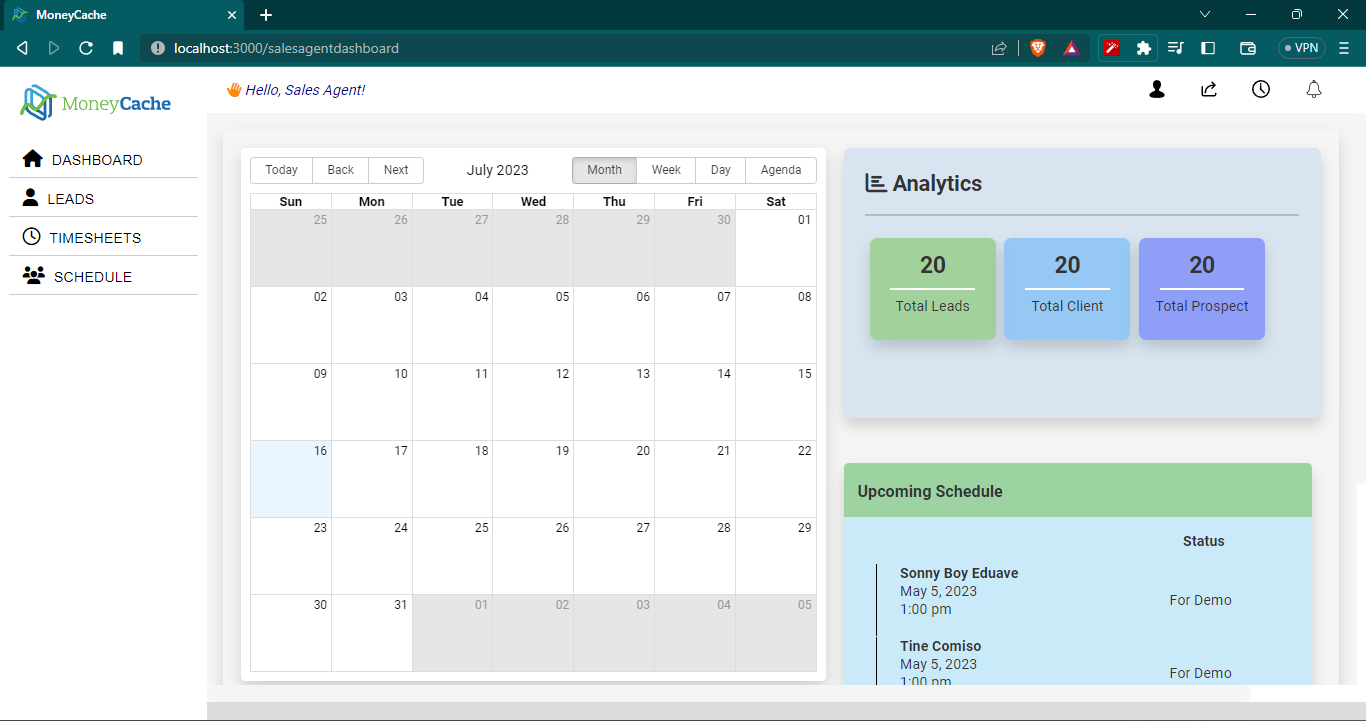 MoneyCache
localhost:3000/salesagentdashboard
VPN
MoneyCache
Hello, Sales Agent!
DASHBOARD
LEADS
TIMESHEETS
SCHEDULE
Today Back Next July 2023 Month Week Day Agenda
Sun Mon Tue Wed Thu Fri Sat
25 26 27 28 29 30 01
02 03 04 05 06 07 08
09 10 11 12 13 14 15
16 17 18 19 20 21 22
23 24 25 26 27 28 29
30 31 01 02 03 04 05
Analytics
20 20 20
Total Leads Total Client Total Prospect
Upcoming Schedule
Status
Sonny Boy Eduave
May 5, 2023
1:00 pm
For Demo
Tine Comiso
May 5, 2023
1:00 pm
For Demo